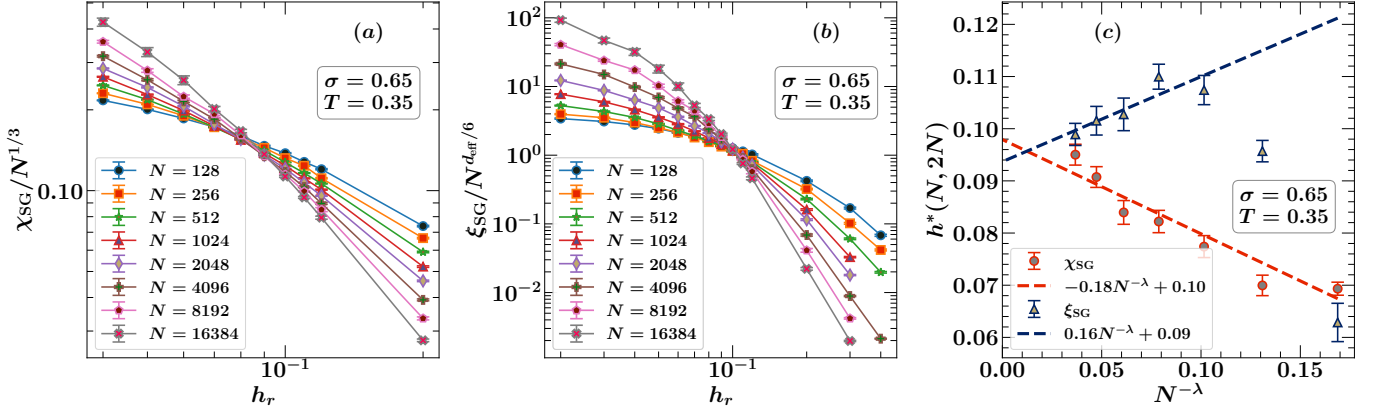 (a)
σ = 0.65
T = 0.35
χSG/N^{1/3}
0.10
N = 128
N = 256
N = 512
N = 1024
N = 2048
N = 4096
N = 8192
N = 16384
10^{−1}
h_r
(b)
σ = 0.65
T = 0.35
ξSG/N^{d_eff/6}
10^2
10^1
10^0
10^{−1}
10^{−2}
N = 128
N = 256
N = 512
N = 1024
N = 2048
N = 4096
N = 8192
N = 16384
10^{−1}
h_r
(c)
h*(N, 2N)
0.12
0.11
0.10
0.09
0.08
0.07
0.06
σ = 0.65
T = 0.35
χSG
−0.18N^{−λ} + 0.10
ξSG
0.16N^{−λ} + 0.09
0.00 0.05 0.10 0.15
N^{−λ}